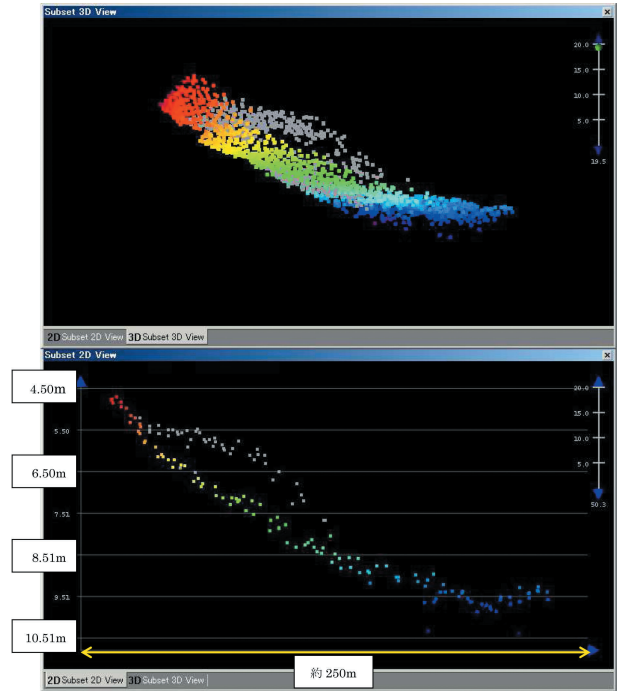 Subset 3D View
20.0
15.0
10.0
5.0
19.5
2D Subset 2D View 3D Subset 3D View
Subset 2D View
4.50m
5.50
6.50m
7.51
8.51m
9.51
10.51m
20.0
15.0
10.0
5.0
50.3
約 250m
2D Subset 2D View 3D Subset 3D View